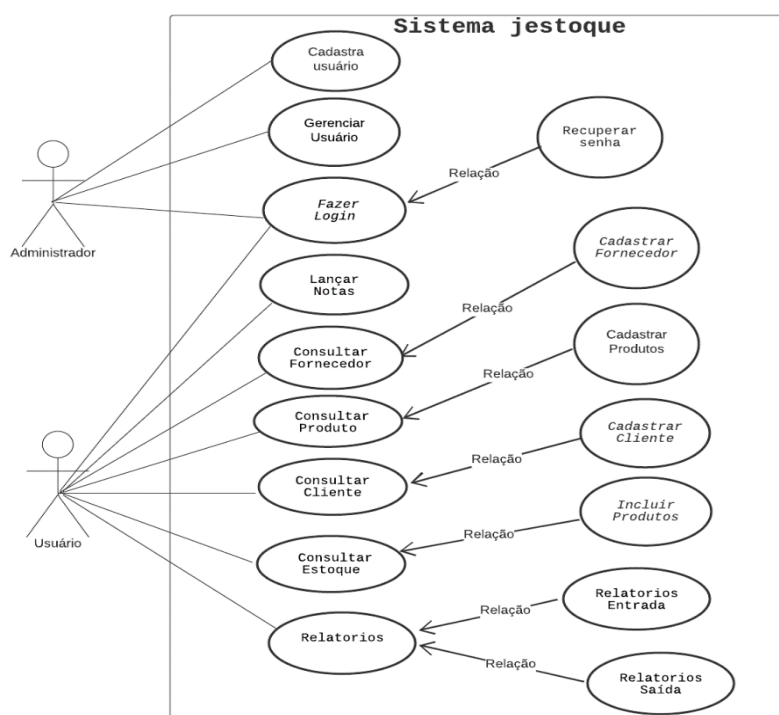 Sistema jestoque
Cadastra
usuário
Gerenciar
Usuário
Recuperar
senha
Relação
Fazer
Login
Administrador
Cadastrar
Fornecedor
Lançar
Notas
Relação
Consultar
Fornecedor
Cadastrar
Produtos
Relação
Consultar
Produto
Cadastrar
Cliente
Relação
Consultar
Cliente
Incluir
Produtos
Relação
Usuário
Consultar
Estoque
Relatorios
Entrada
Relação
Relatorios
Relação
Relatorios
Saída